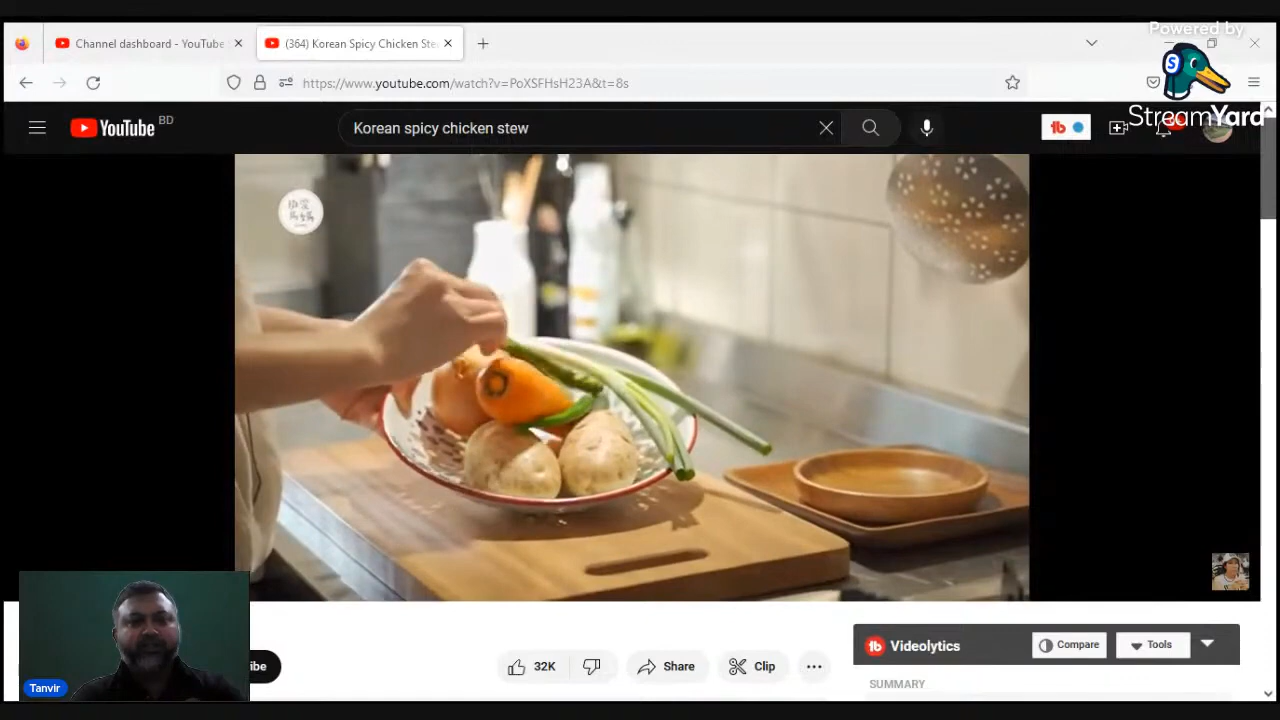 Powered by
StreamYard
Channel dashboard - YouTube
(364) Korean Spicy Chicken Ste
https://www.youtube.com/watch?v=PoXSFHsH23A&t=8s
YouTube BD
Korean spicy chicken stew
ibe
32K
Share
Clip
Videolytics
Compare
Tools
SUMMARY
Tanvir